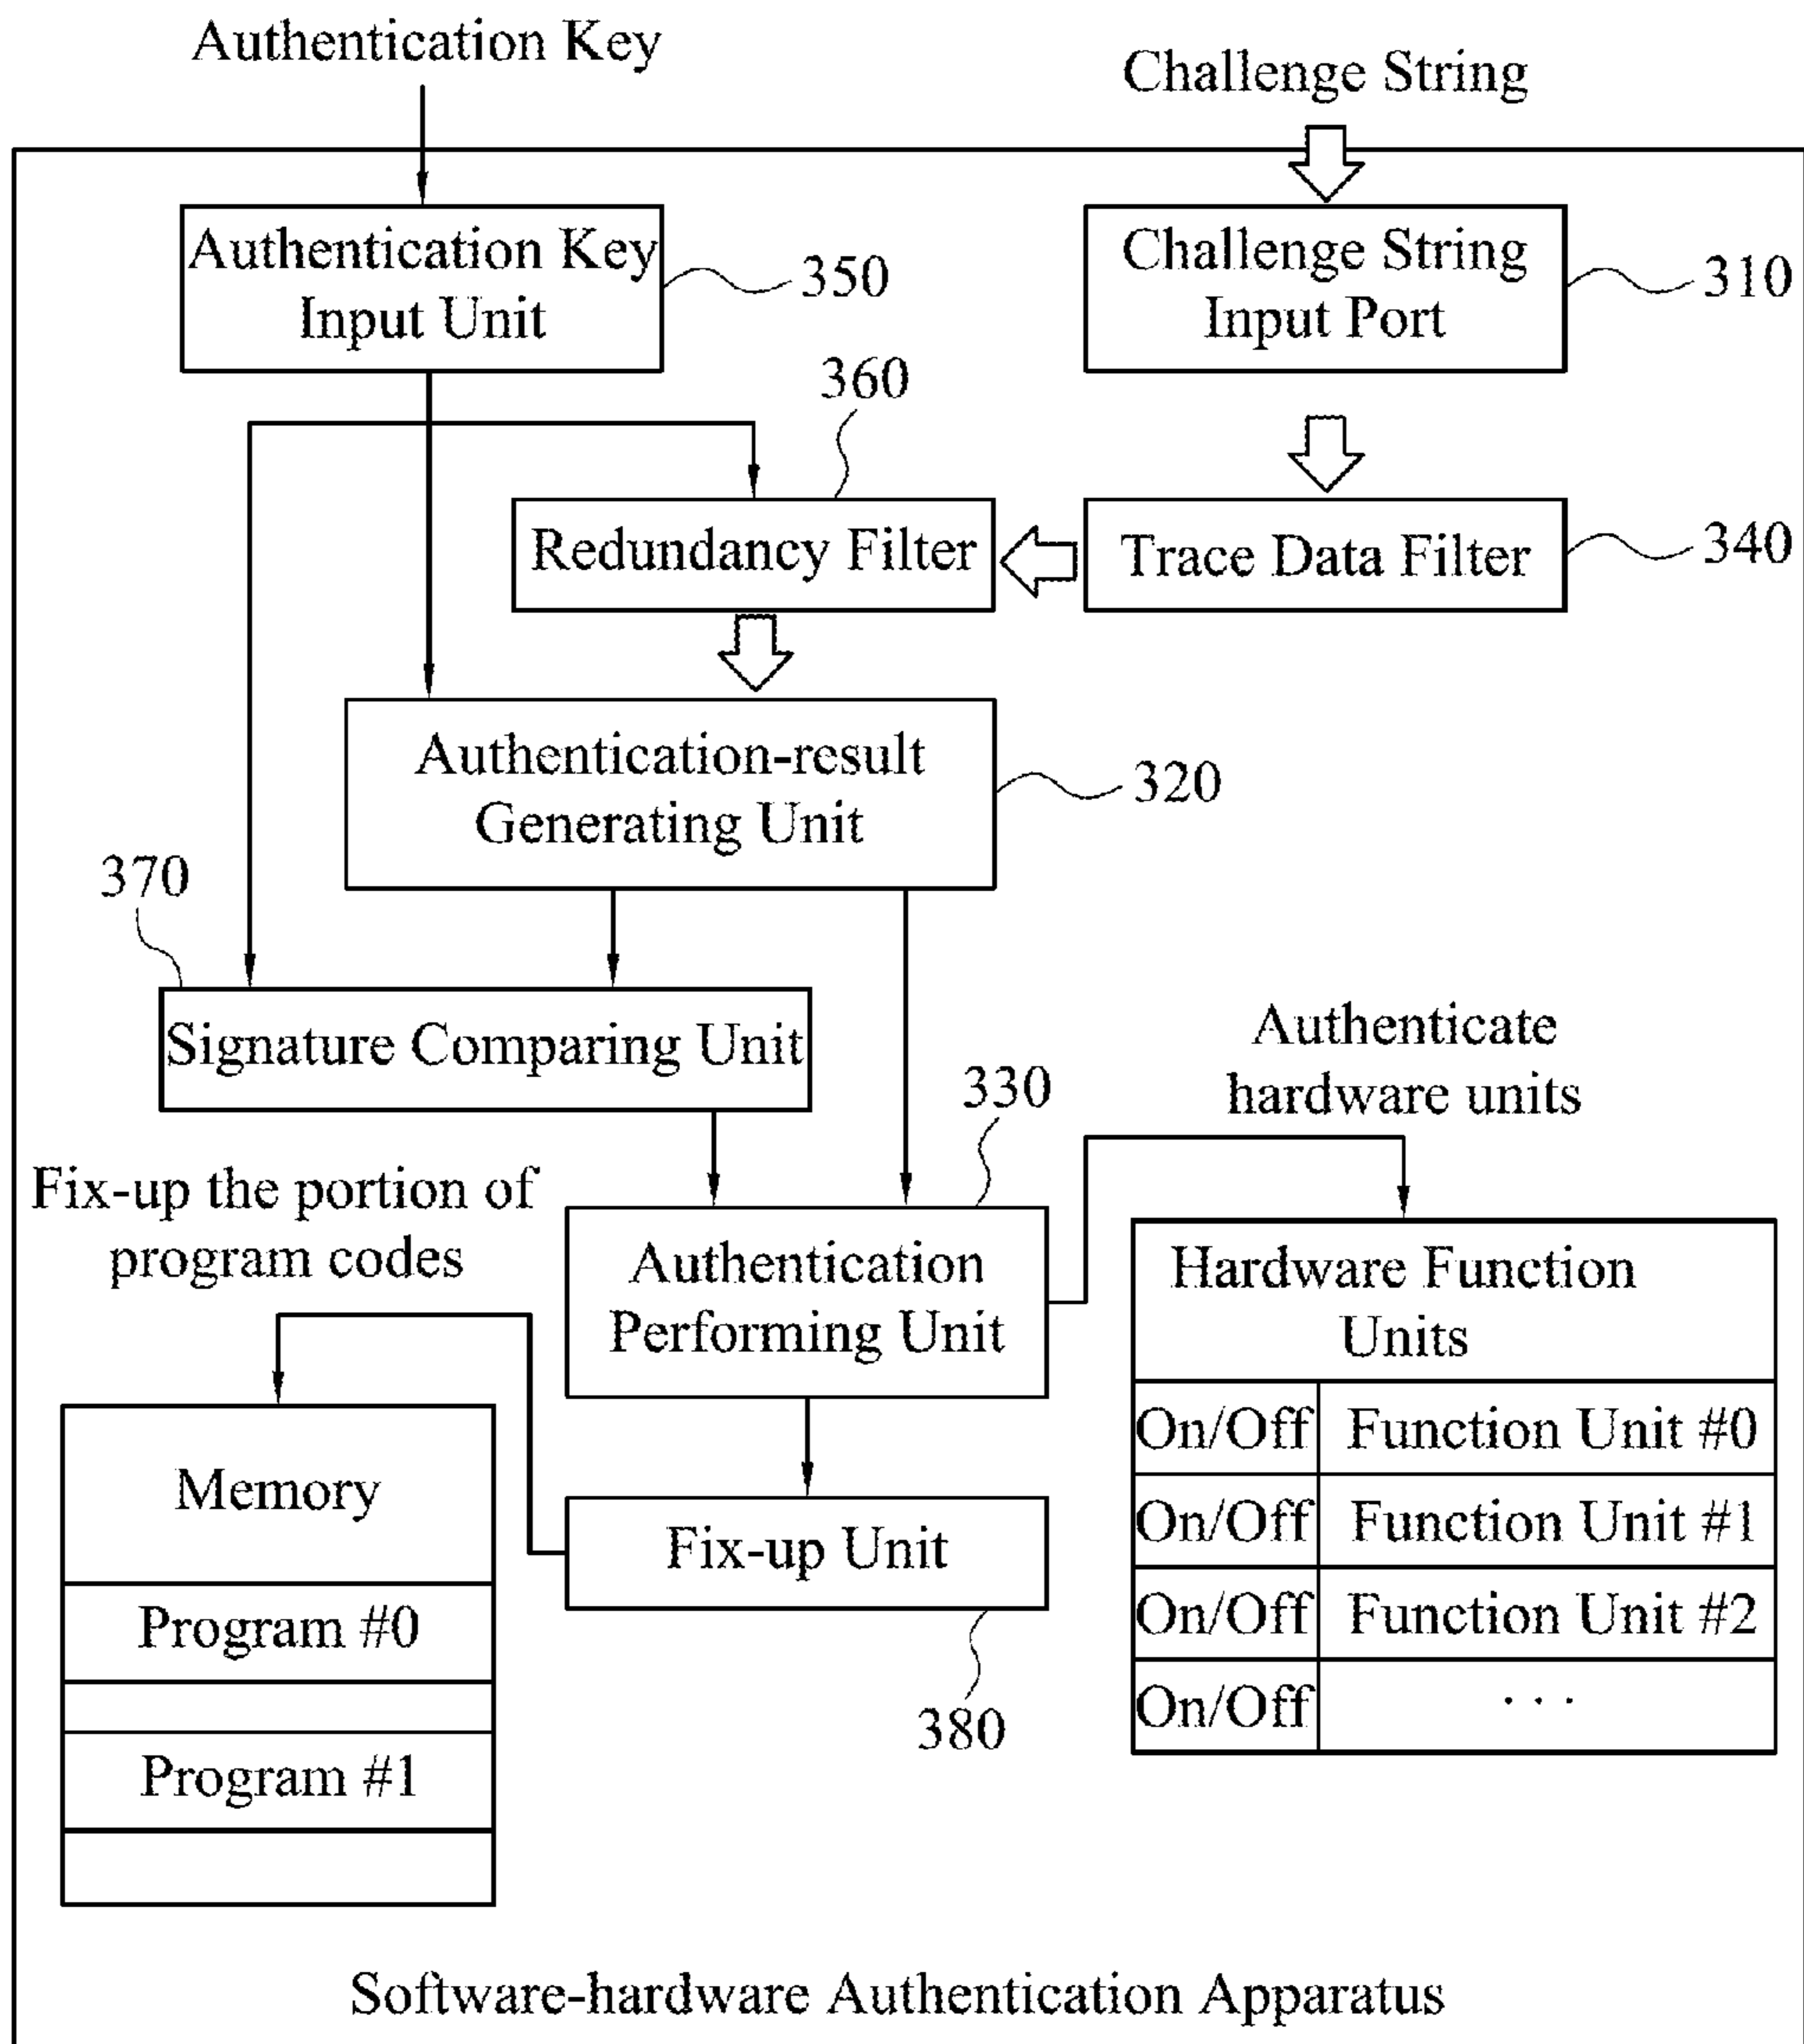 Authentication Key
Challenge String
Authentication Key
Input Unit
350
Challenge String
Input Port
310
360
Redundancy Filter
Trace Data Filter
340
Authentication-result
Generating Unit
320
370
Signature Comparing Unit
Authenticate
hardware units
330
Fix-up the portion of
program codes
Authentication
Performing Unit
Hardware Function
Units
On/Off Function Unit #0
On/Off Function Unit #1
On/Off Function Unit #2
On/Off . . .
Memory
Program #0
Program #1
Fix-up Unit
380
Software-hardware Authentication Apparatus